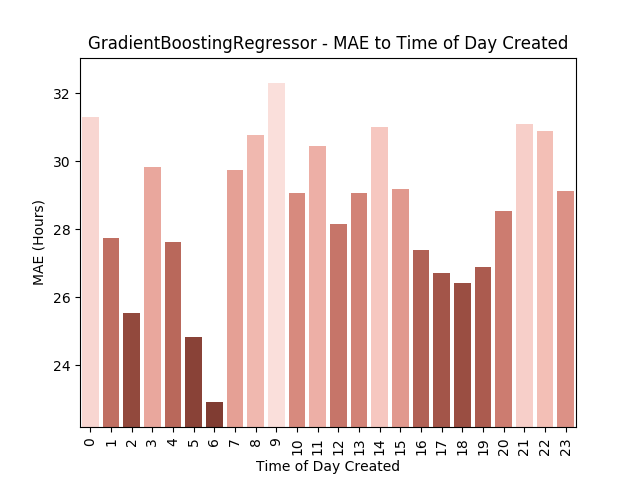 GradientBoostingRegressor - MAE to Time of Day Created
MAE (Hours)
32
30
28
26
24
0 1 2 3 4 5 6 7 8 9 10 11 12 13 14 15 16 17 18 19 20 21 22 23
Time of Day Created